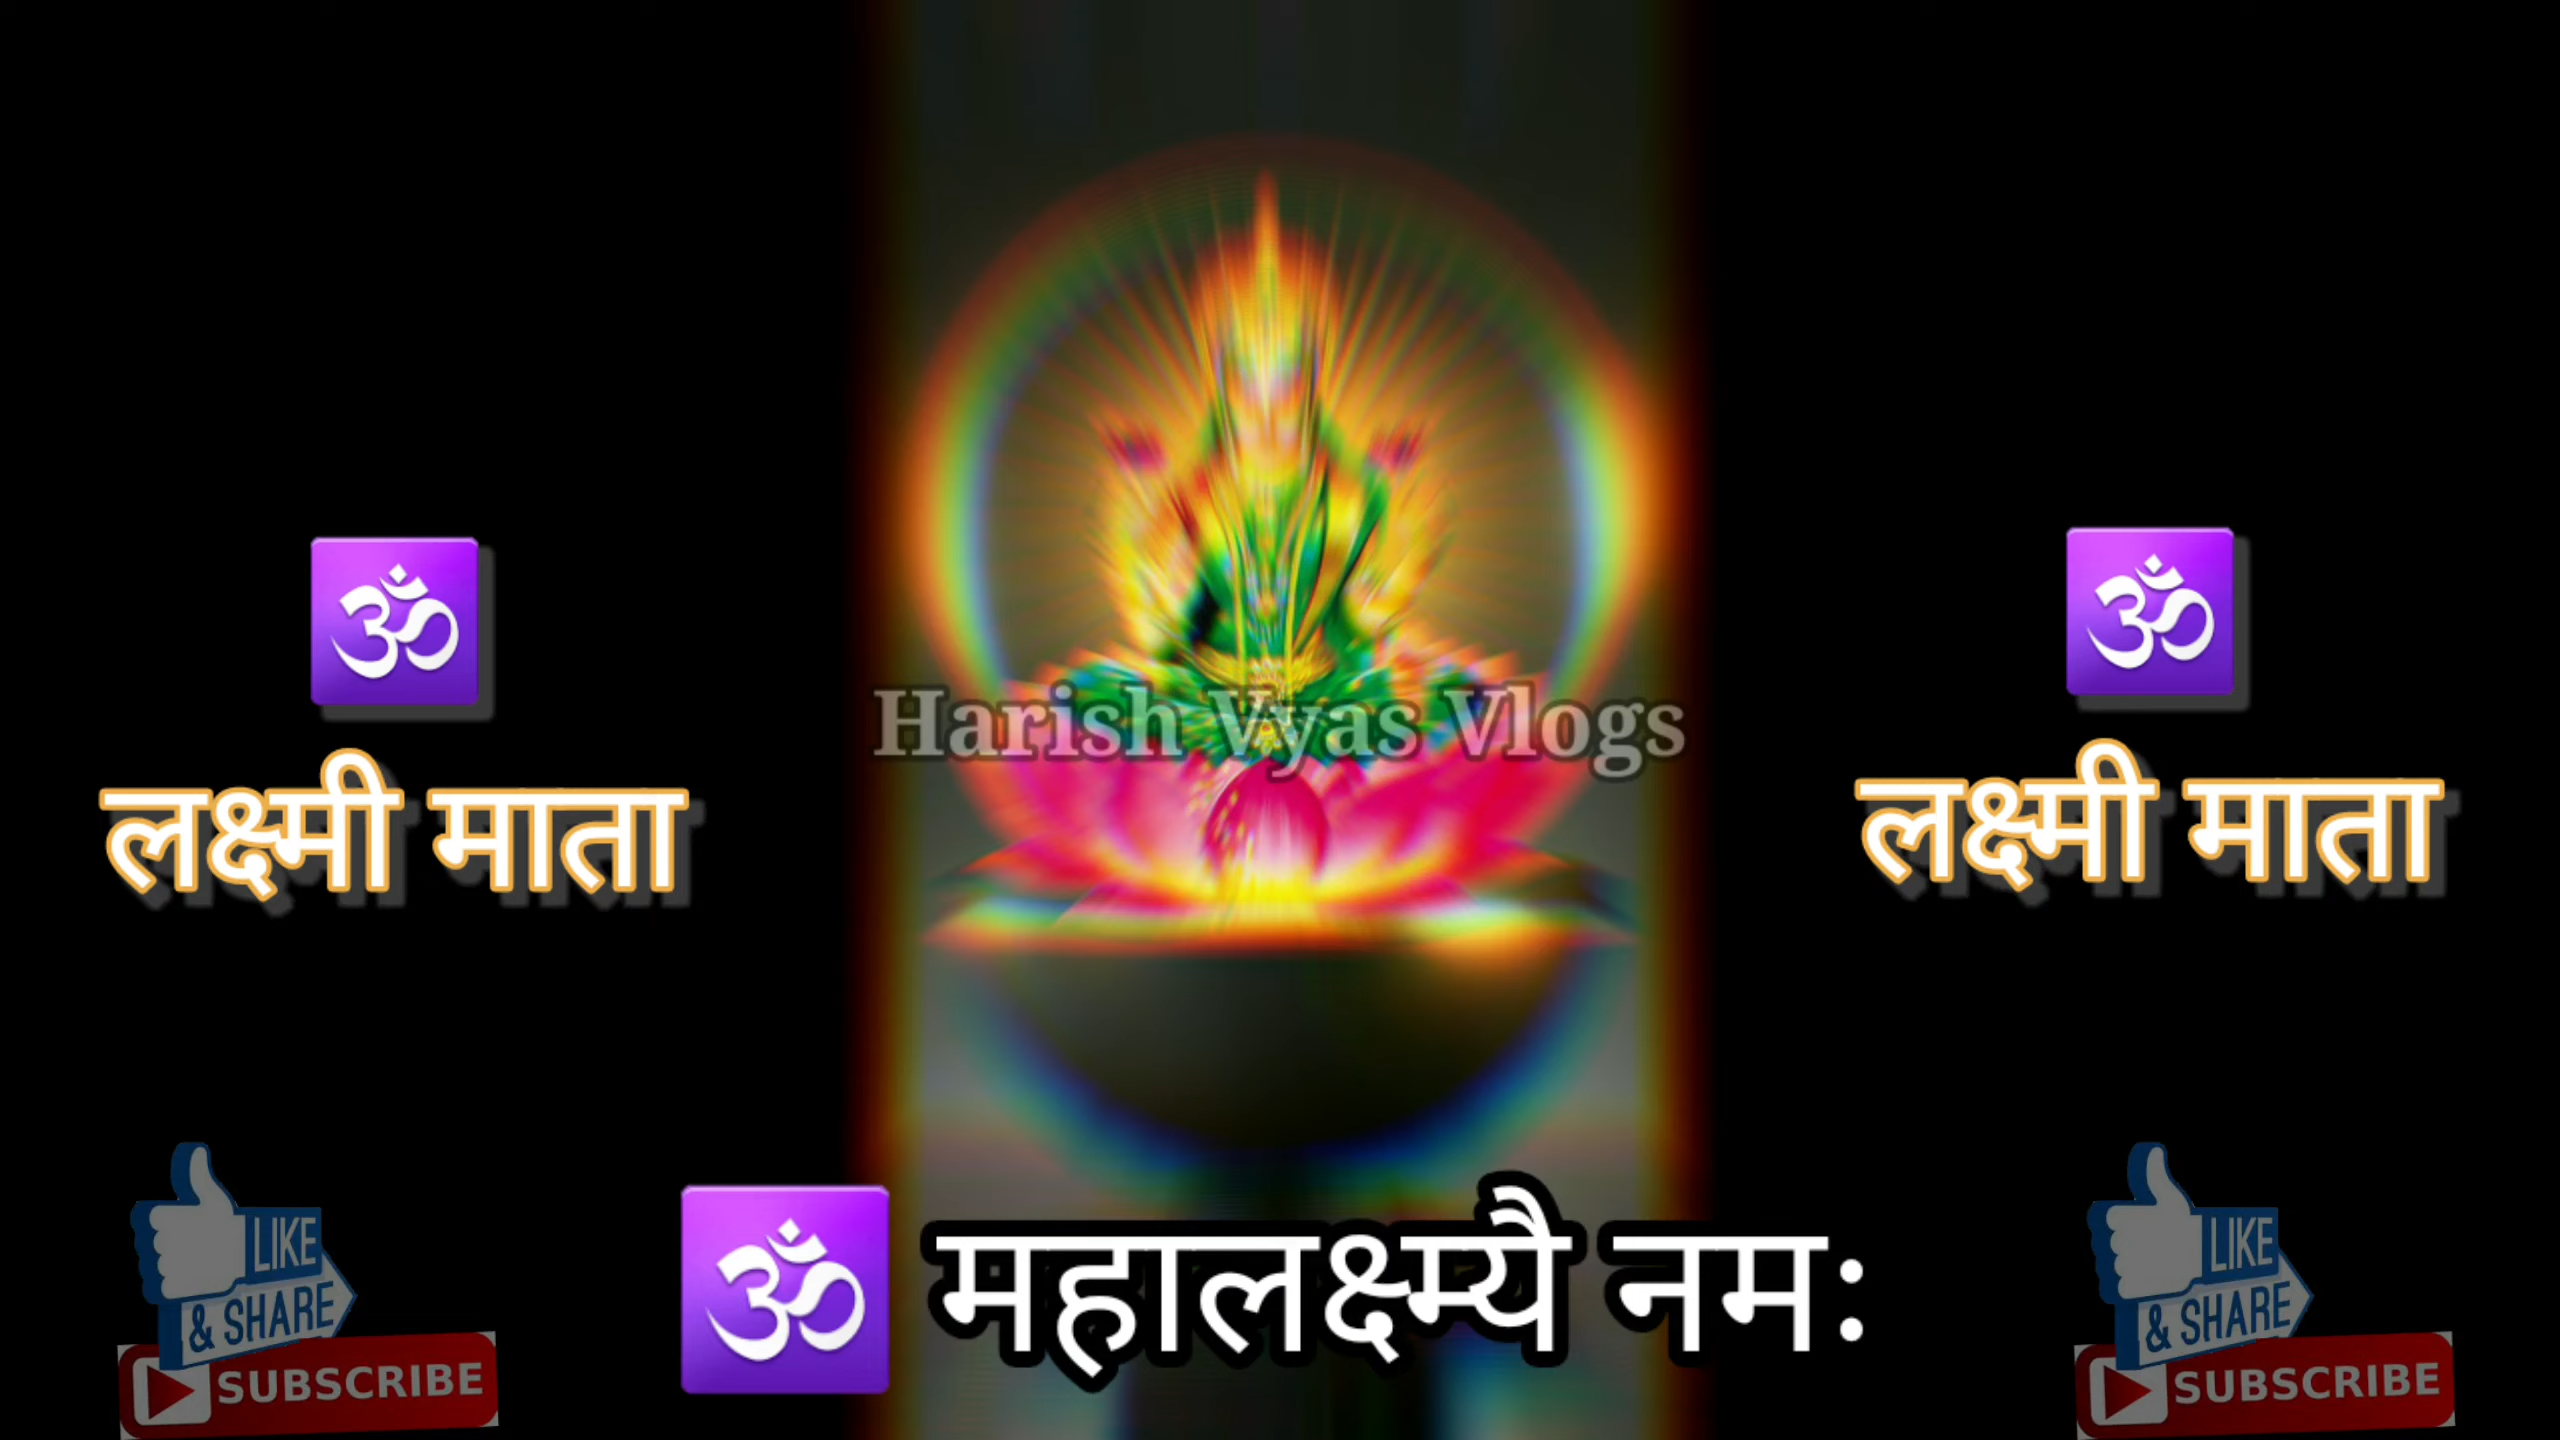 ॐ
ॐ
Harish Vyas Vlogs
लक्ष्मी माता
लक्ष्मी माता
ॐ महालक्ष्म्यै नमः
LIKE
& SHARE
SUBSCRIBE
LIKE
& SHARE
SUBSCRIBE